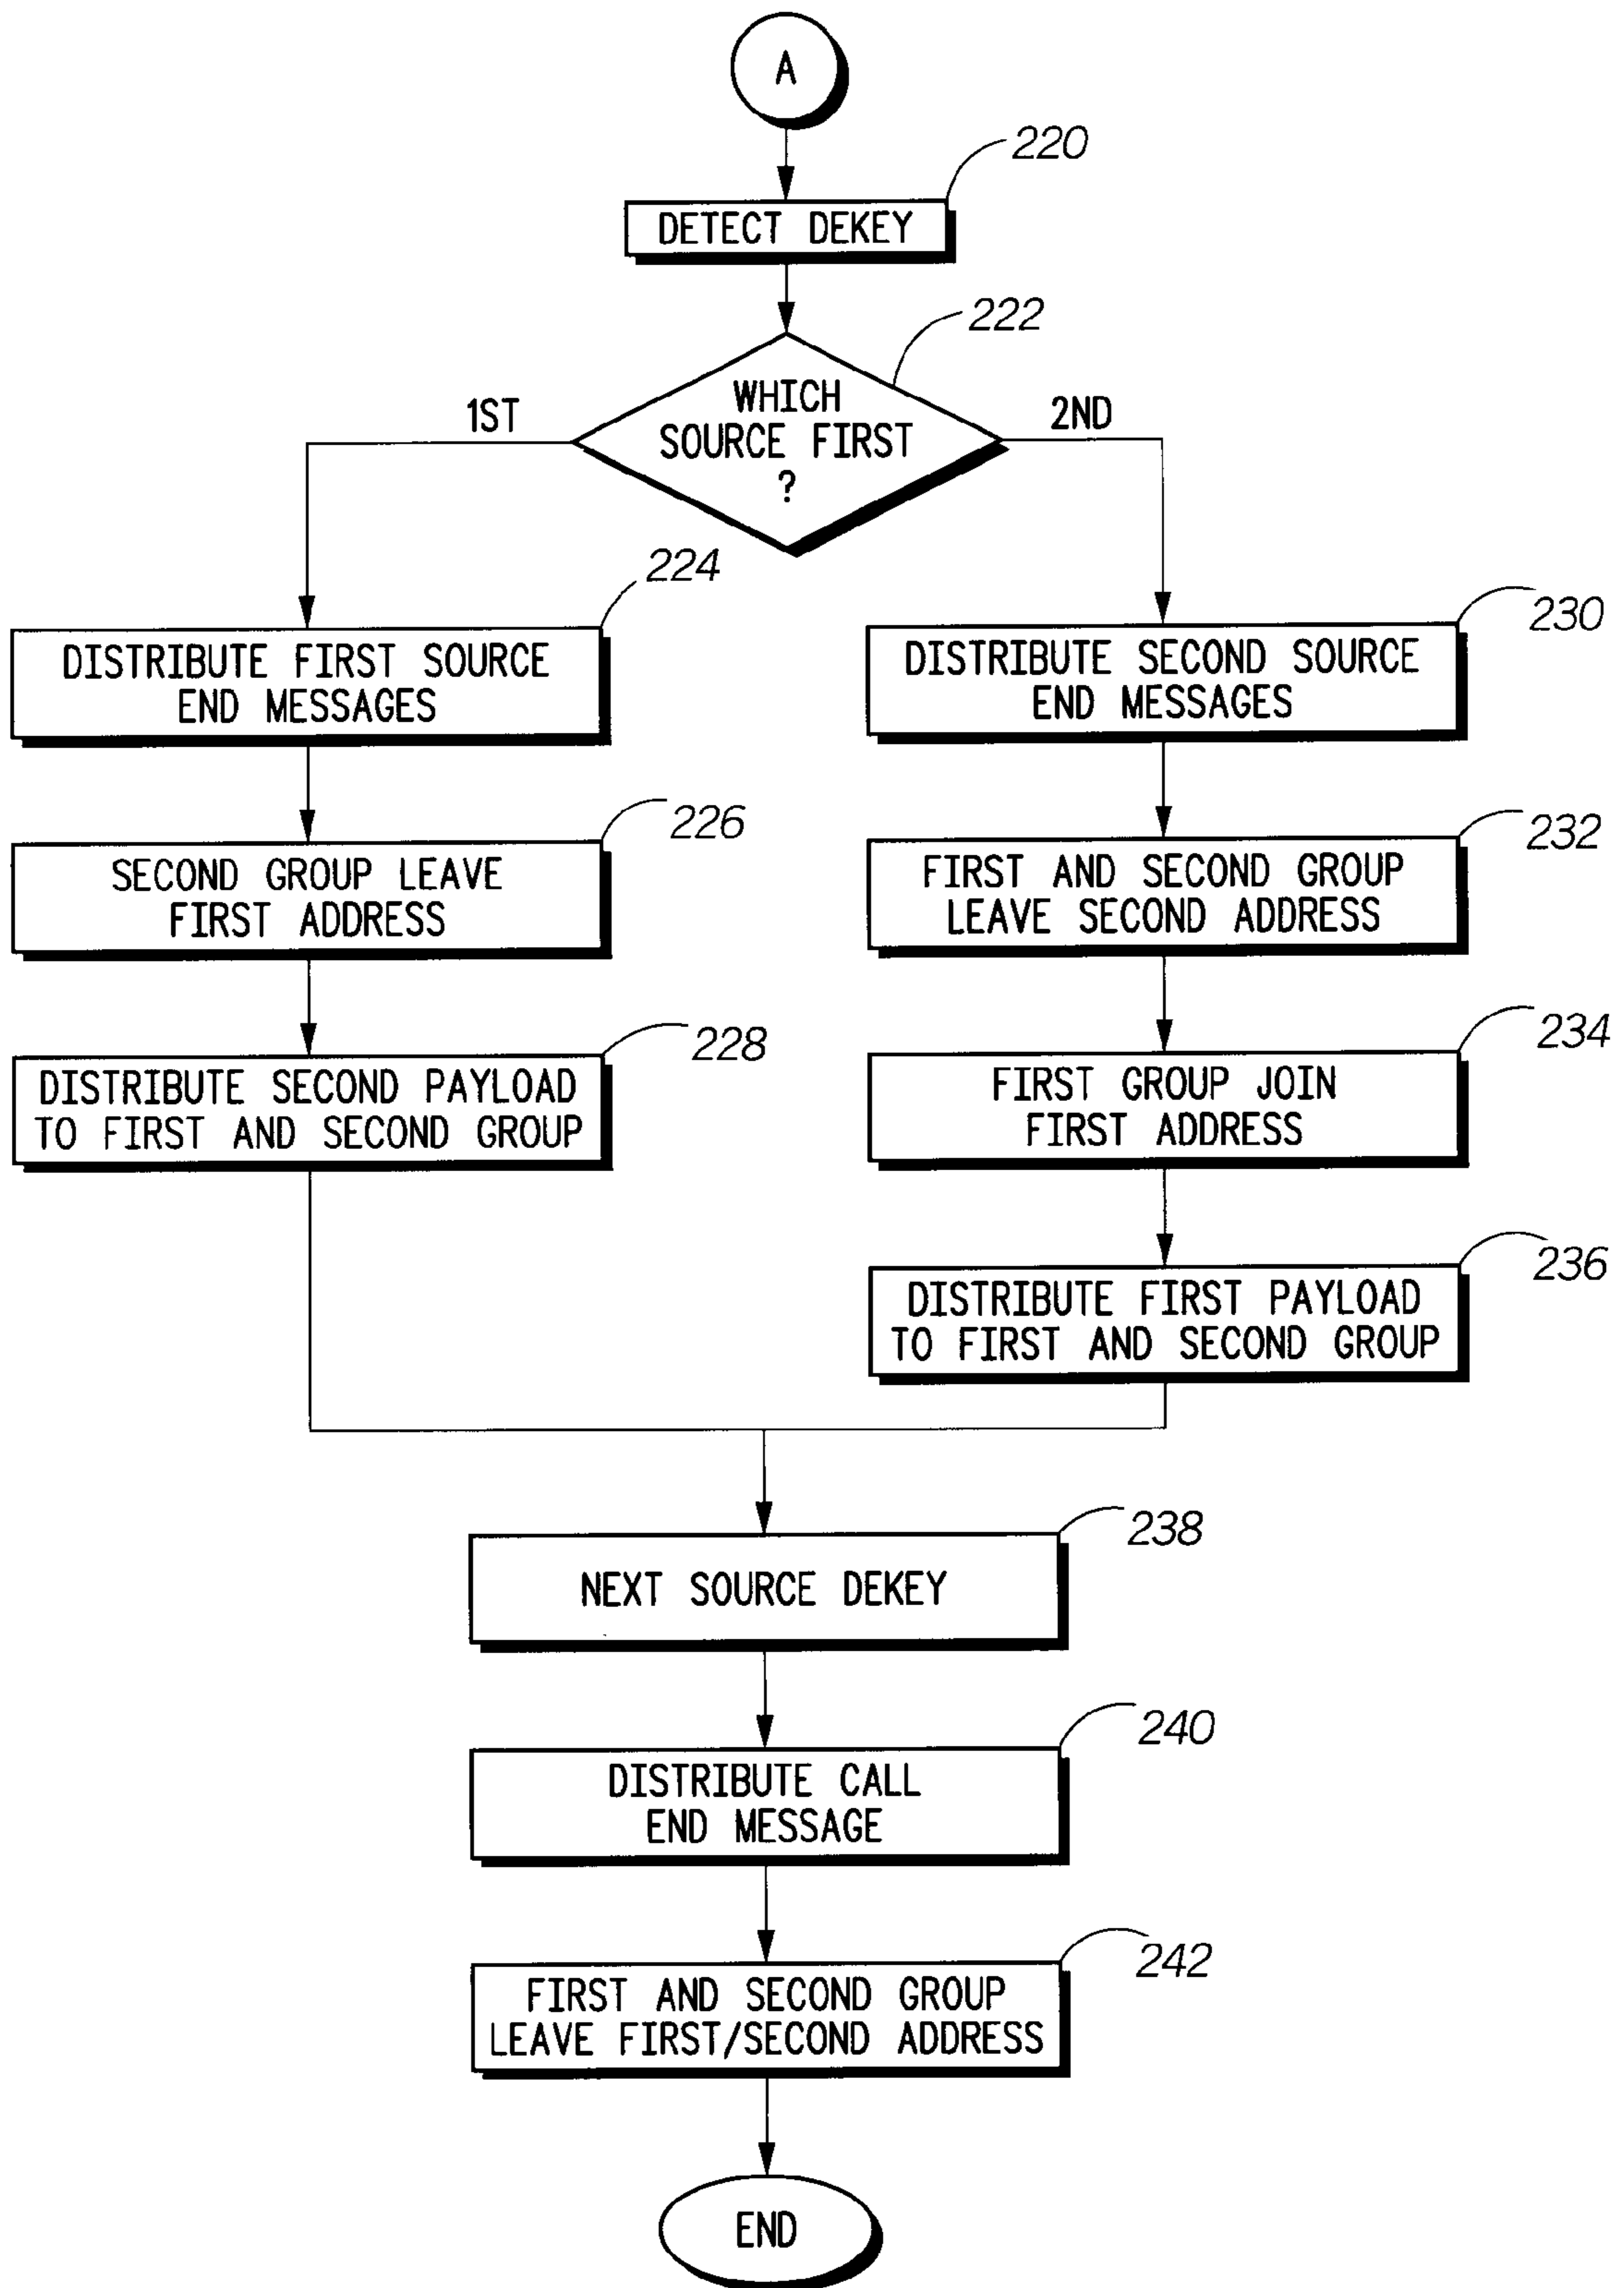 A
220
DETECT DEKEY
222
WHICH
SOURCE FIRST
?
1ST
2ND
224
DISTRIBUTE FIRST SOURCE
END MESSAGES
226
SECOND GROUP LEAVE
FIRST ADDRESS
228
DISTRIBUTE SECOND PAYLOAD
TO FIRST AND SECOND GROUP
230
DISTRIBUTE SECOND SOURCE
END MESSAGES
232
FIRST AND SECOND GROUP
LEAVE SECOND ADDRESS
234
FIRST GROUP JOIN
FIRST ADDRESS
236
DISTRIBUTE FIRST PAYLOAD
TO FIRST AND SECOND GROUP
238
NEXT SOURCE DEKEY
240
DISTRIBUTE CALL
END MESSAGE
242
FIRST AND SECOND GROUP
LEAVE FIRST/SECOND ADDRESS
END